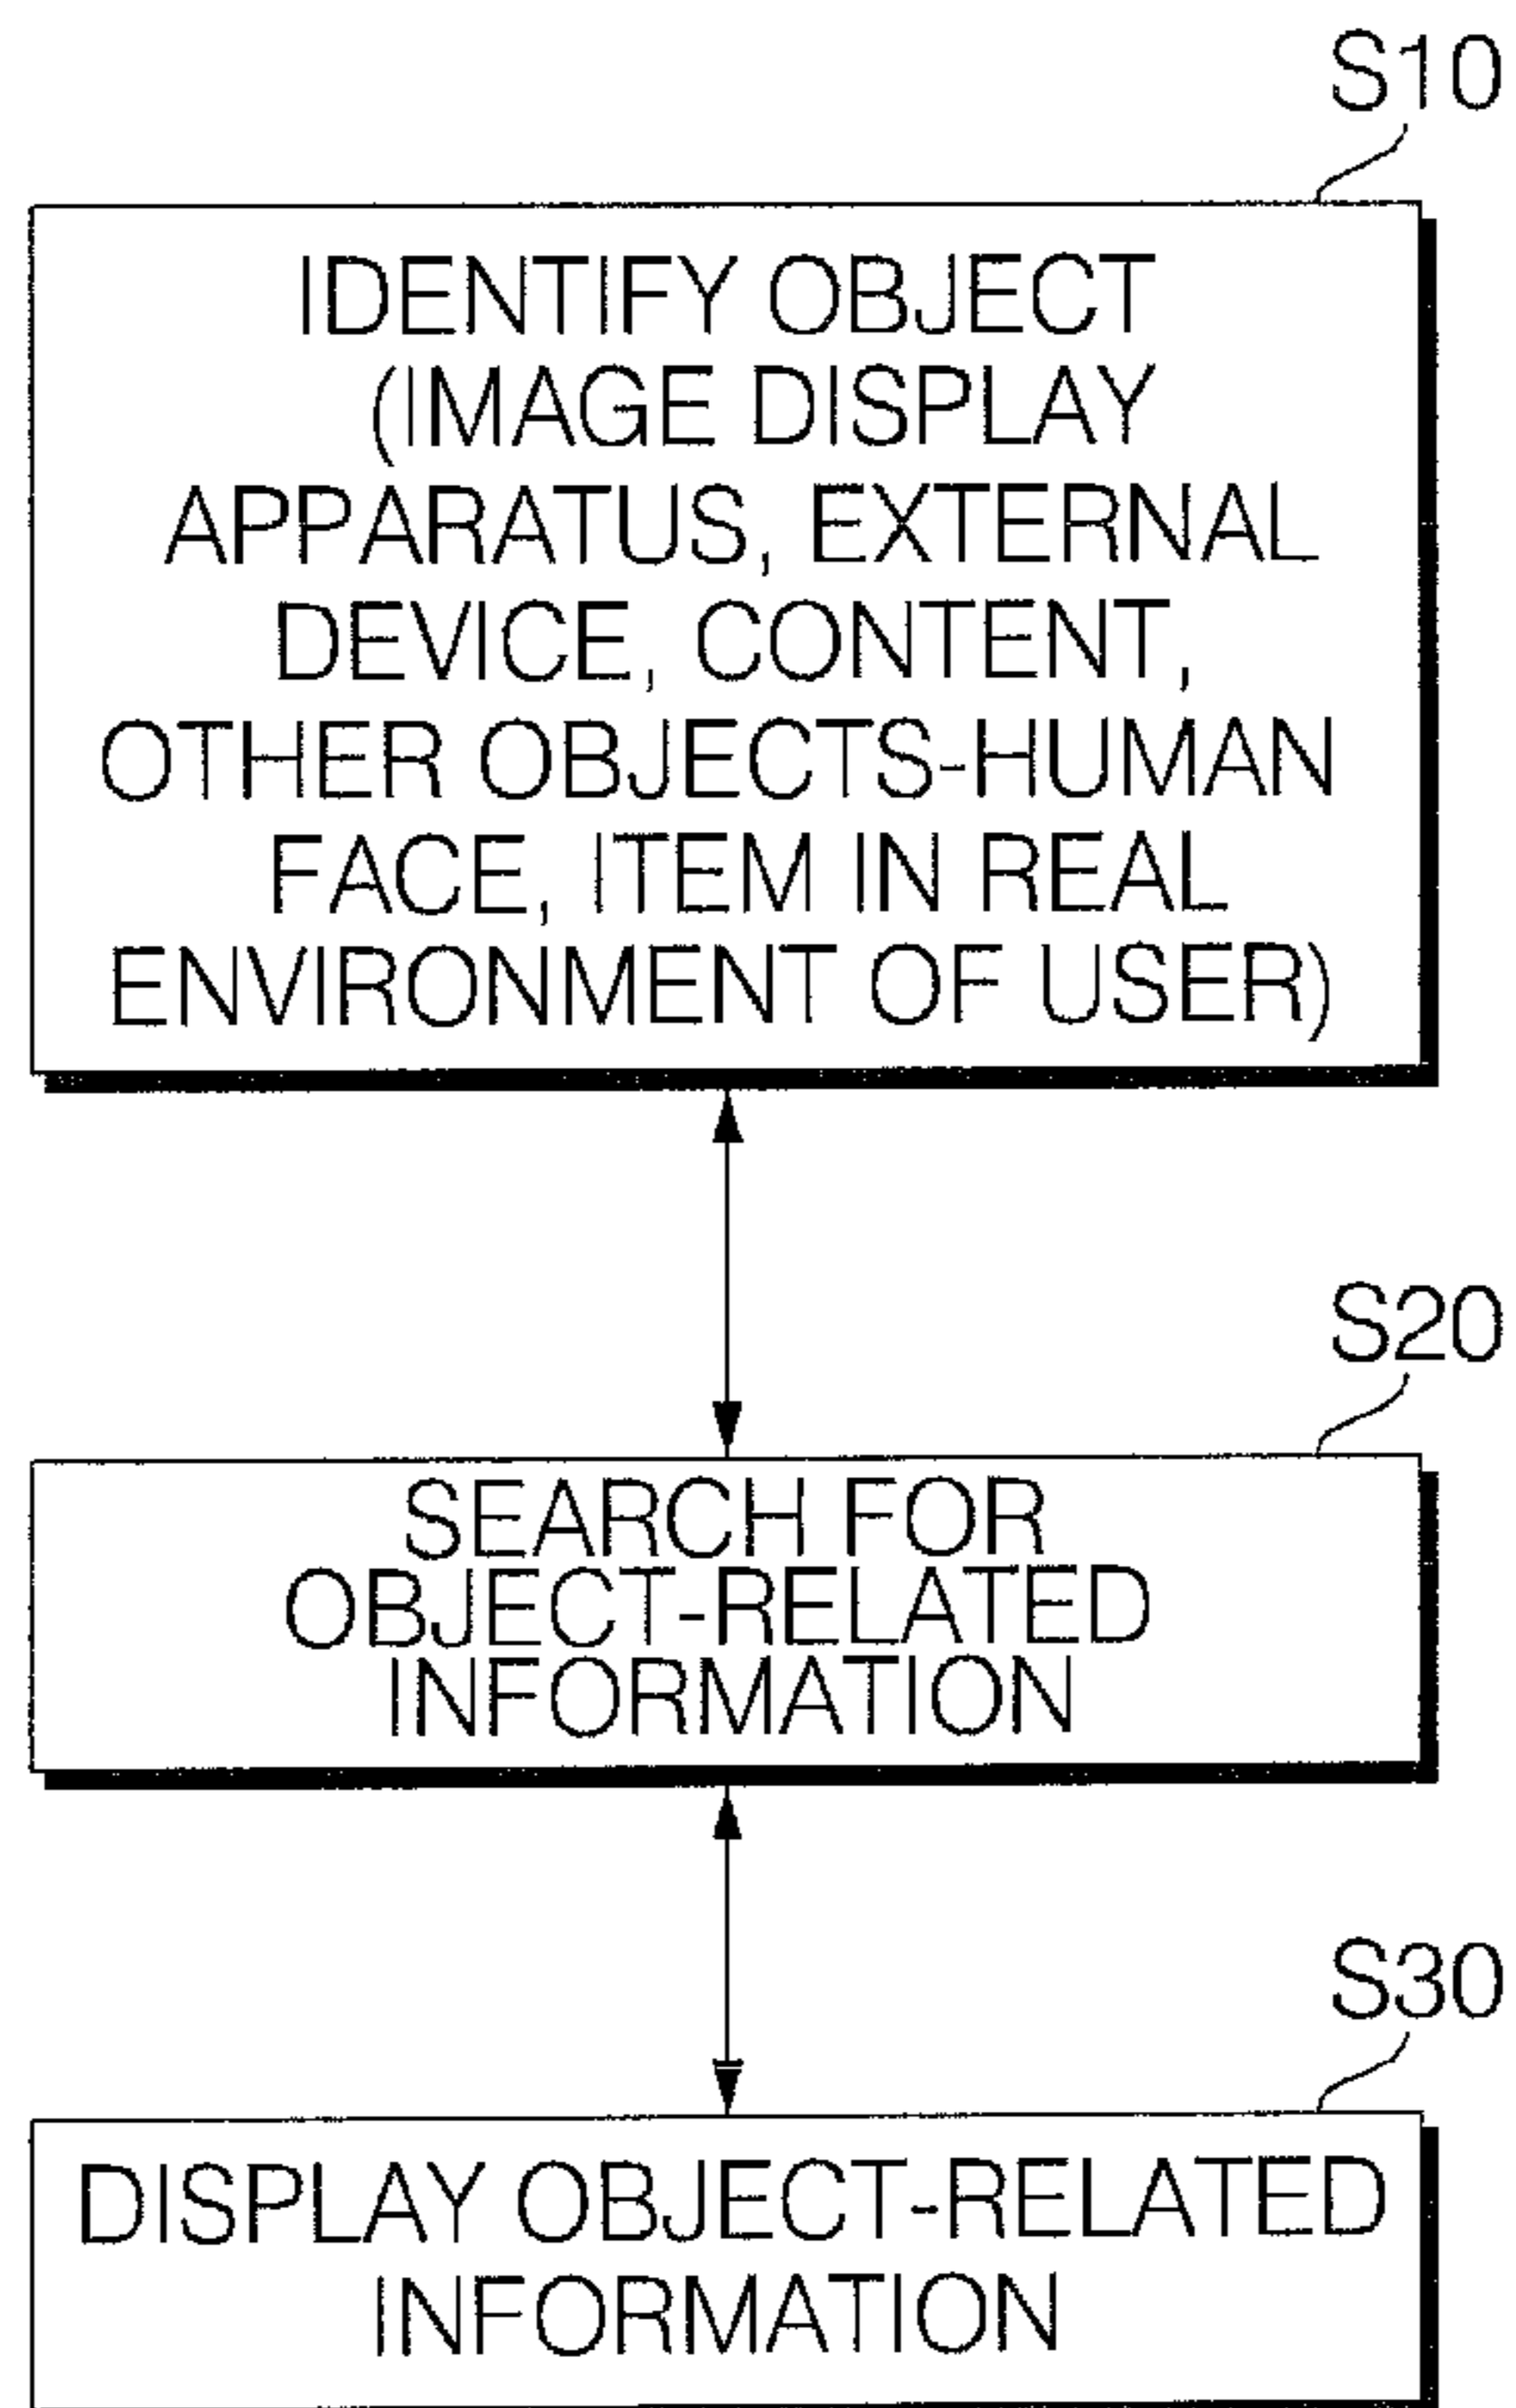 S10
IDENTIFY OBJECT
(IMAGE DISPLAY
APPARATUS, EXTERNAL
DEVICE, CONTENT,
OTHER OBJECTS-HUMAN
FACE, ITEM IN REAL
ENVIRONMENT OF USER)
S20
SEARCH FOR
OBJECT-RELATED
INFORMATION
S30
DISPLAY OBJECT-RELATED
INFORMATION